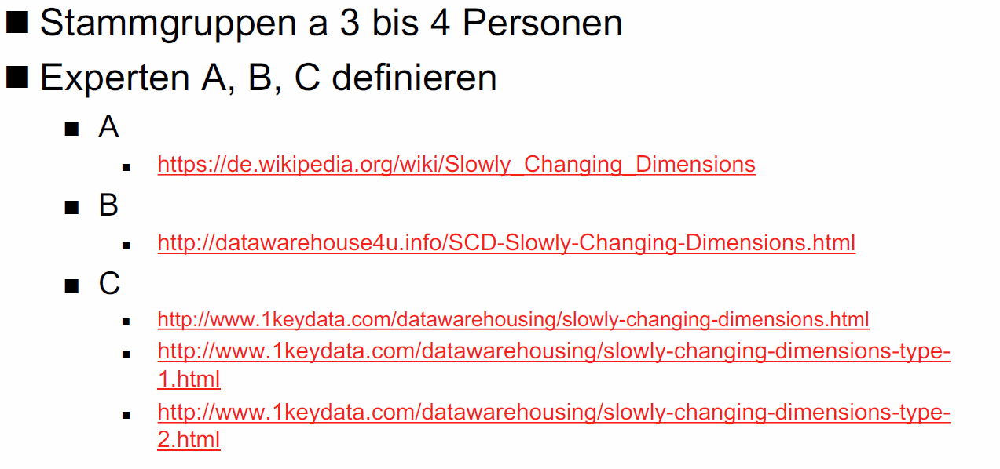 Stammgruppen a 3 bis 4 Personen
Experten A, B, C definieren
A
https://de.wikipedia.org/wiki/Slowly_Changing_Dimensions
B
http://datawarehouse4u.info/SCD-Slowly-Changing-Dimensions.html
C
http://www.1keydata.com/datawarehousing/slowly-changing-dimensions.html
http://www.1keydata.com/datawarehousing/slowly-changing-dimensions-type-
1.html
http://www.1keydata.com/datawarehousing/slowly-changing-dimensions-type-
2.html